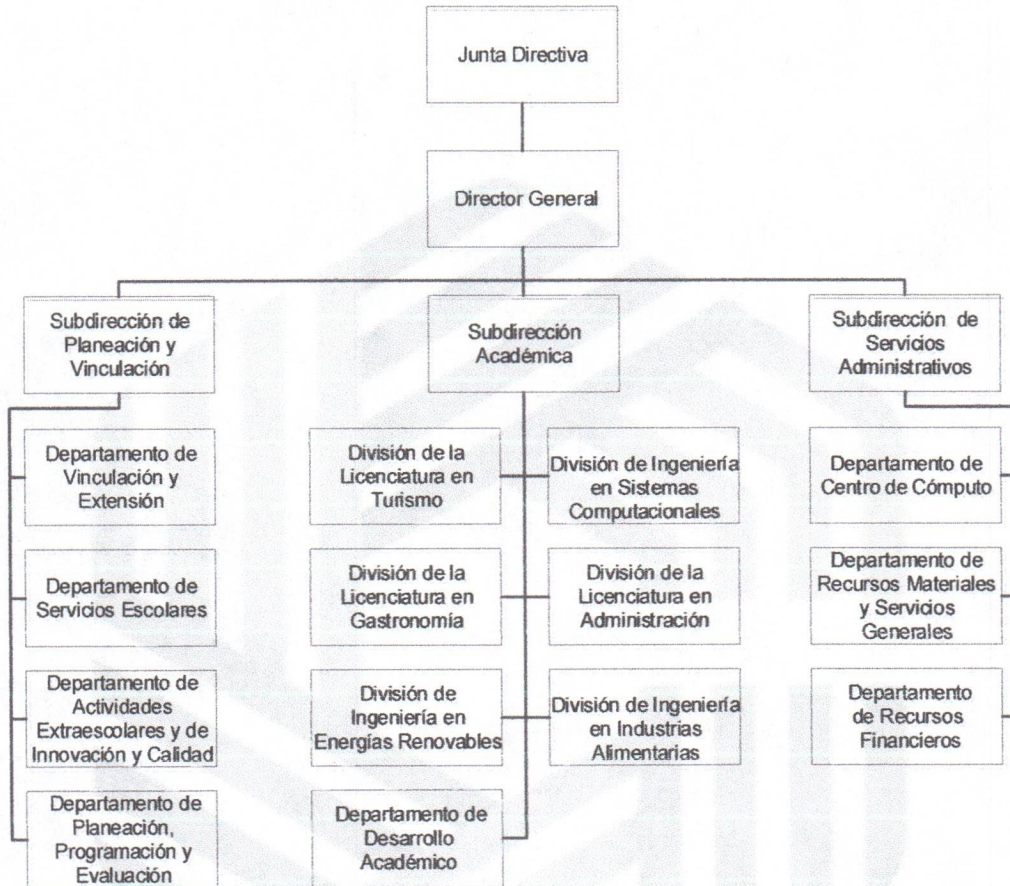 Junta Directiva
Director General
Subdirección de
Planeación y
Vinculación
Subdirección
Académica
Subdirección de
Servicios
Administrativos
Departamento de
Vinculación y
Extensión
División de la
Licenciatura en
Turismo
División de Ingeniería
en Sistemas
Computacionales
Departamento de
Centro de Cómputo
Departamento de
Servicios Escolares
División de la
Licenciatura en
Gastronomía
División de la
Licenciatura en
Administración
Departamento de
Recursos Materiales
y Servicios
Generales
Departamento de
Actividades
Extraescolares y de
Innovación y Calidad
División de
Ingeniería en
Energías Renovables
División de Ingeniería
en Industrias
Alimentarias
Departamento
de Recursos
Financieros
Departamento de
Planeación,
Programación y
Evaluación
Departamento de
Desarrollo
Académico